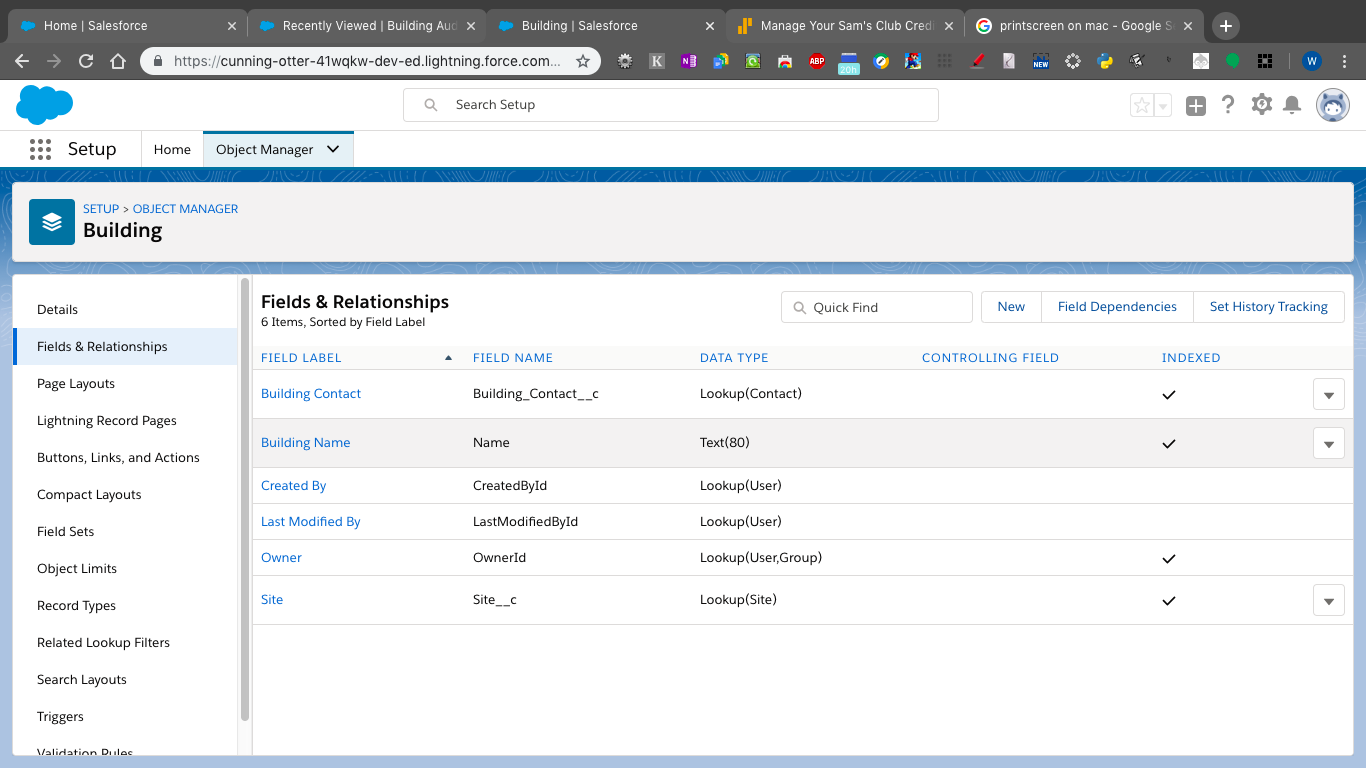 Home | Salesforce
Recently Viewed | Building Aud
Building | Salesforce
Manage Your Sam's Club Credi
printscreen on mac - Google S
https://cunning-otter-41wqkw-dev-ed.lightning.force.com...
K
N
ABP
20h
NEW
W
Search Setup
Setup
Home
Object Manager
SETUP > OBJECT MANAGER
Building
Details
Fields & Relationships
Page Layouts
Lightning Record Pages
Buttons, Links, and Actions
Compact Layouts
Field Sets
Object Limits
Record Types
Related Lookup Filters
Search Layouts
Triggers
Validation Rules
Fields & Relationships
6 Items, Sorted by Field Label
Quick Find
New
Field Dependencies
Set History Tracking
FIELD LABEL FIELD NAME DATA TYPE CONTROLLING FIELD INDEXED
Building Contact Building_Contact__c Lookup(Contact)
Building Name Name Text(80)
Created By CreatedById Lookup(User)
Last Modified By LastModifiedById Lookup(User)
Owner OwnerId Lookup(User,Group)
Site Site__c Lookup(Site)